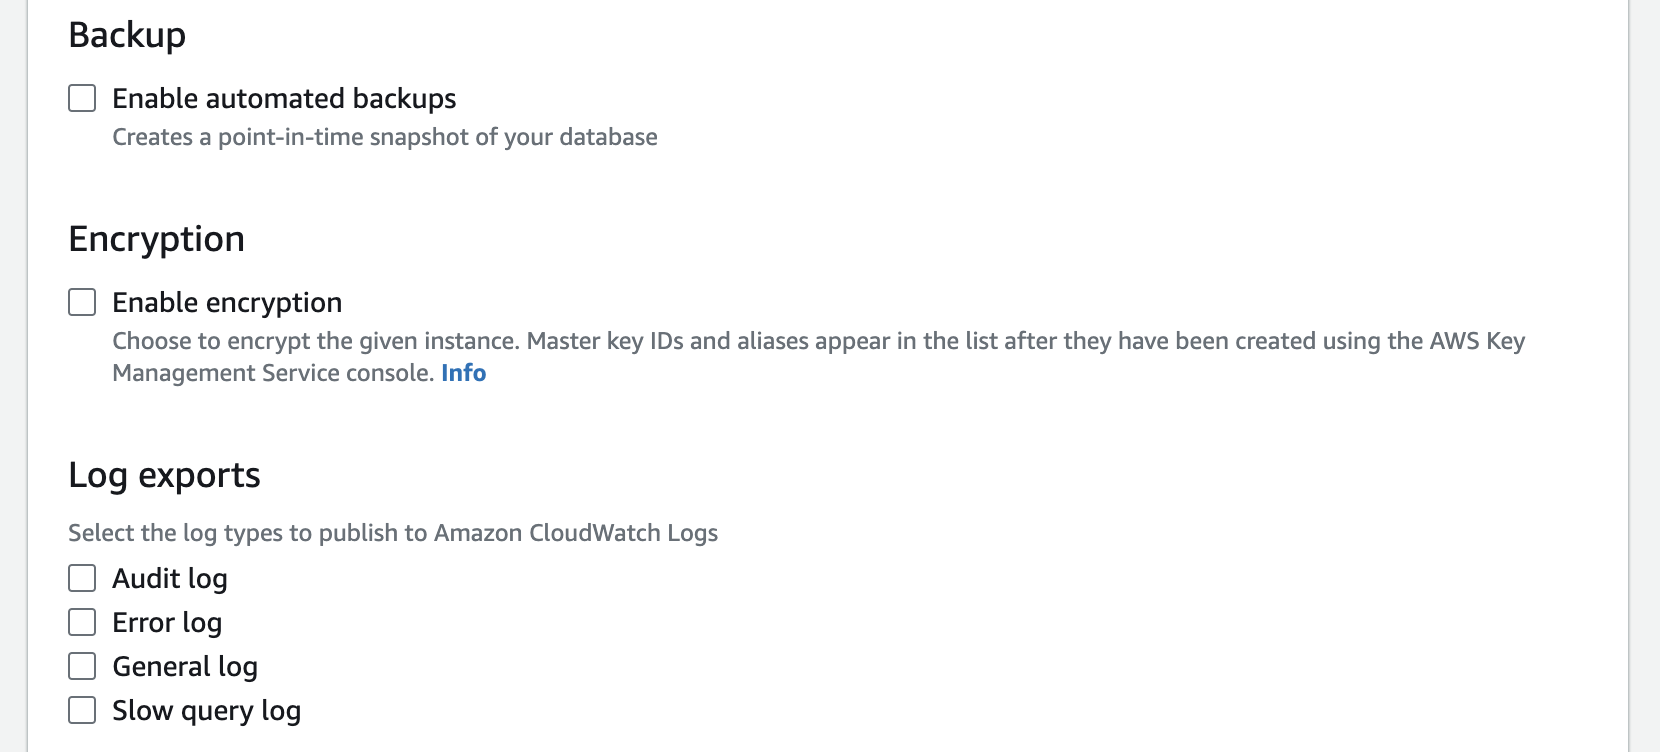 Backup
Enable automated backups
Creates a point-in-time snapshot of your database
Encryption
Enable encryption
Choose to encrypt the given instance. Master key IDs and aliases appear in the list after they have been created using the AWS Key
Management Service console. Info
Log exports
Select the log types to publish to Amazon CloudWatch Logs
Audit log
Error log
General log
Slow query log